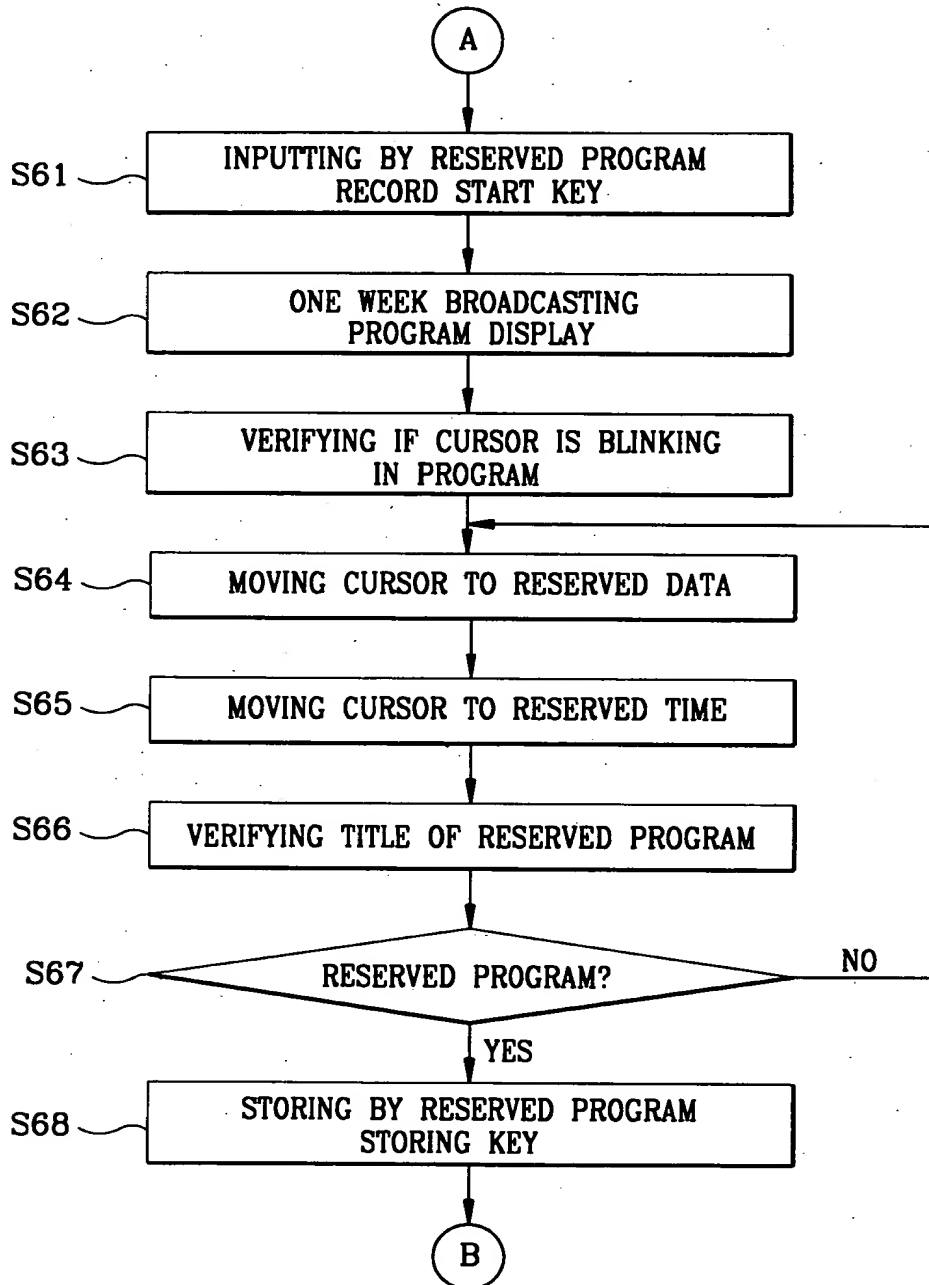 A
S61
INPUTTING BY RESERVED PROGRAM
RECORD START KEY
S62
ONE WEEK BROADCASTING
PROGRAM DISPLAY
S63
VERIFYING IF CURSOR IS BLINKING
IN PROGRAM
S64
MOVING CURSOR TO RESERVED DATA
S65
MOVING CURSOR TO RESERVED TIME
S66
VERIFYING TITLE OF RESERVED PROGRAM
S67
RESERVED PROGRAM?
NO
YES
S68
STORING BY RESERVED PROGRAM
STORING KEY
B